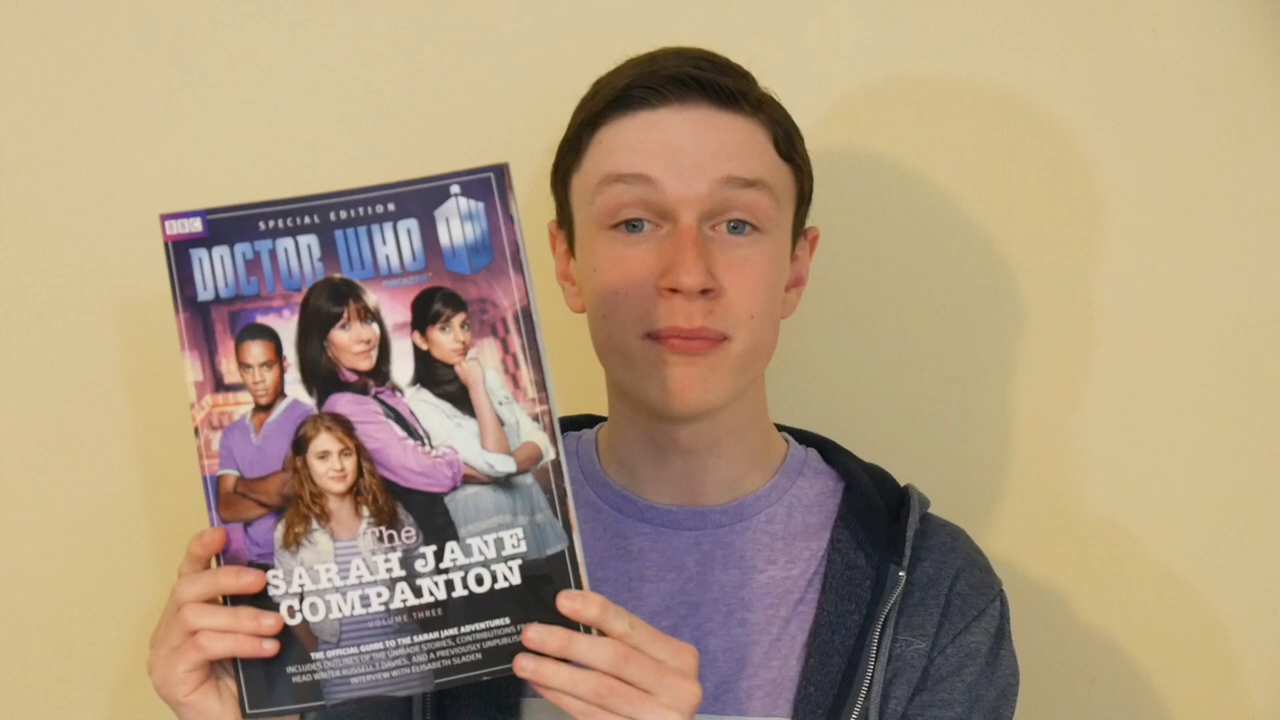 BBC
SPECIAL EDITION
DOCTOR WHO
MAGAZINE
The
SARAH JANE
COMPANION
VOLUME THREE
THE OFFICIAL GUIDE TO THE SARAH JANE ADVENTURES
INCLUDES OUTLINES OF THE UNMADE STORIES, CONTRIBUTIONS
HEAD WRITER RUSSELL T DAVIES, AND A PREVIOUSLY
INTERVIEW WITH ELISABETH SLADEN